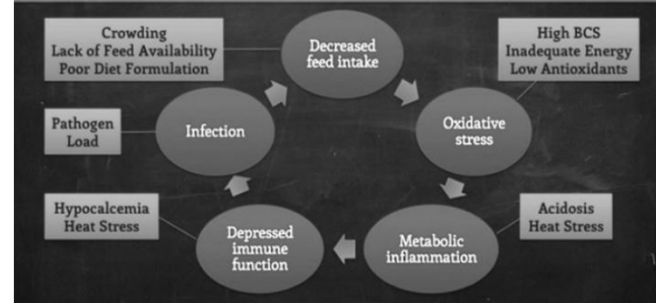 Crowding
Lack of Feed Availability
Poor Diet Formulation
Decreased
feed intake
High BCS
Inadequate Energy
Low Antioxidants
Pathogen
Load
Infection
Oxidative
stress
Hypocalcemia
Heat Stress
Depressed
immune
function
Metabolic
inflammation
Acidosis
Heat Stress